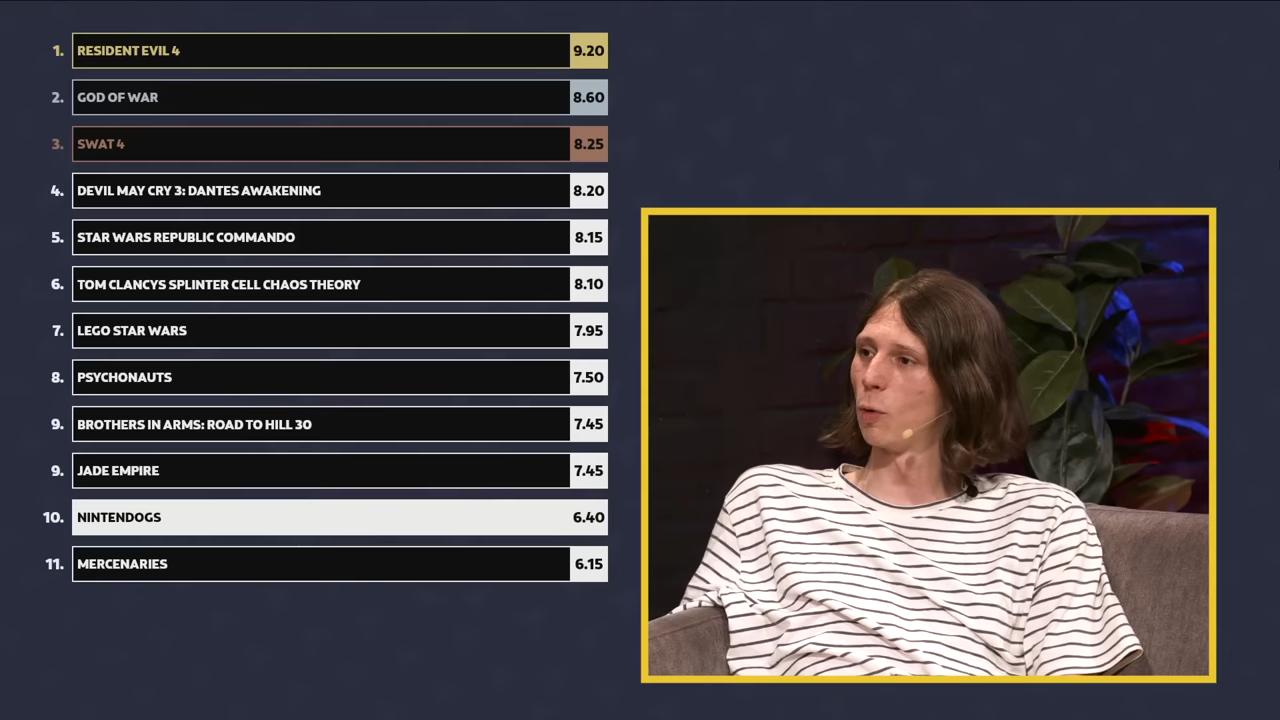 1. RESIDENT EVIL 4 9.20
2. GOD OF WAR 8.60
3. SWAT 4 8.25
4. DEVIL MAY CRY 3: DANTES AWAKENING 8.20
5. STAR WARS REPUBLIC COMMANDO 8.15
6. TOM CLANCYS SPLINTER CELL CHAOS THEORY 8.10
7. LEGO STAR WARS 7.95
8. PSYCHONAUTS 7.50
9. BROTHERS IN ARMS: ROAD TO HILL 30 7.45
9. JADE EMPIRE 7.45
10. NINTENDOGS 6.40
11. MERCENARIES 6.15